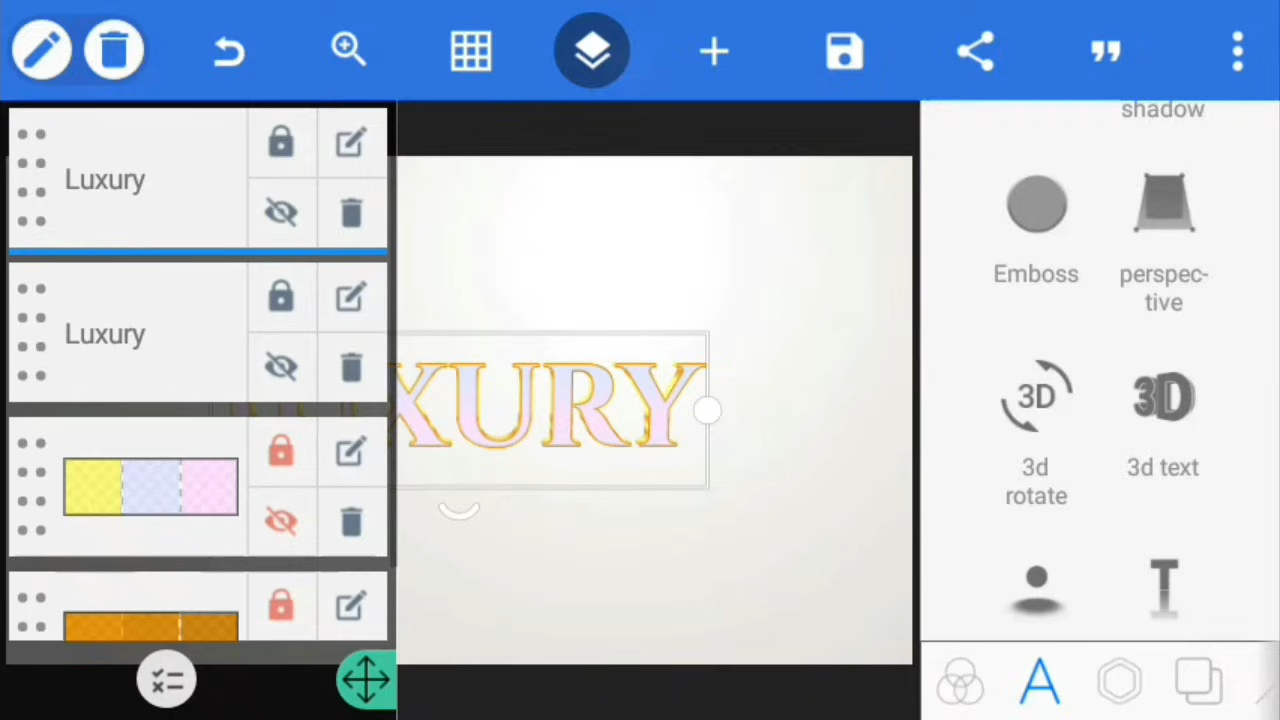 shadow
Luxury
Emboss
perspec-
tive
Luxury
XURY
3D
3D
3d
rotate
3d text
T
A